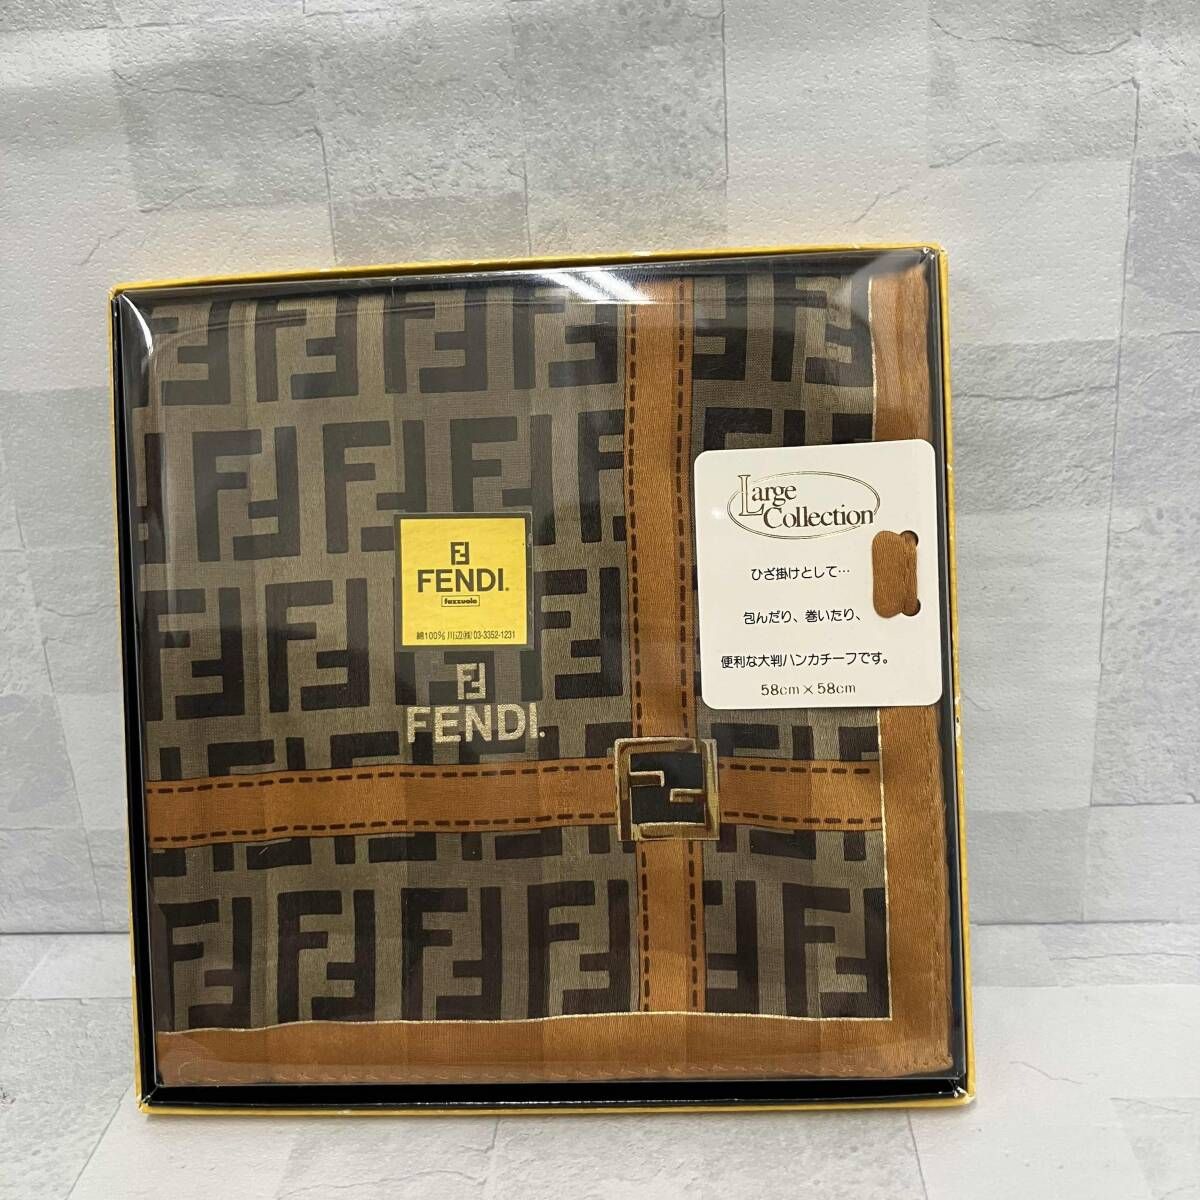 FENDI.
fazzuolo
綿100% 川辺(株) 03-3352-1231
FENDI.
Large
Collection
ひざ掛けとして…
包んだり、巻いたり、
便利な大判ハンカチーフです。
58cm×58cm